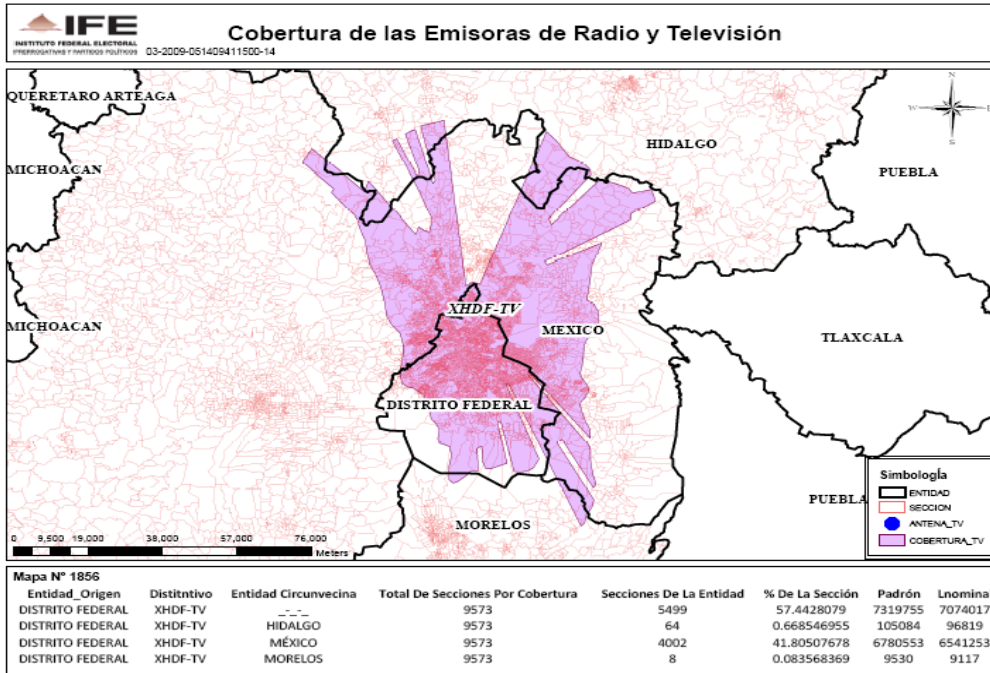 IFE
INSTITUTO FEDERAL ELECTORAL
PRERROGATIVAS Y PARTIDOS POLÍTICOS
03-2009-051409411500-14
Cobertura de las Emisoras de Radio y Televisión
QUERETARO ARTEAGA
N
W E
S
HIDALGO
MICHOACAN
PUEBLA
XHDF-TV
MICHOACAN
MEXICO
TLAXCALA
DISTRITO FEDERAL
PUEBLA
MORELOS
Simbología
ENTIDAD
SECCION
ANTENA_TV
COBERTURA_TV
0 9,500 19,000 38,000 57,000 76,000 Meters
Mapa N° 1856
Entidad_Origen Distitntivo Entidad Circunvecina Total De Secciones Por Cobertura Secciones De La Entidad % De La Sección Padrón Lnomina
DISTRITO FEDERAL XHDF-TV _-_-_ 9573 5499 57.4428079 7319755 7074017
DISTRITO FEDERAL XHDF-TV HIDALGO 9573 64 0.668546955 105084 96819
DISTRITO FEDERAL XHDF-TV MÉXICO 9573 4002 41.80507678 6780553 6541253
DISTRITO FEDERAL XHDF-TV MORELOS 9573 8 0.083568369 9530 9117